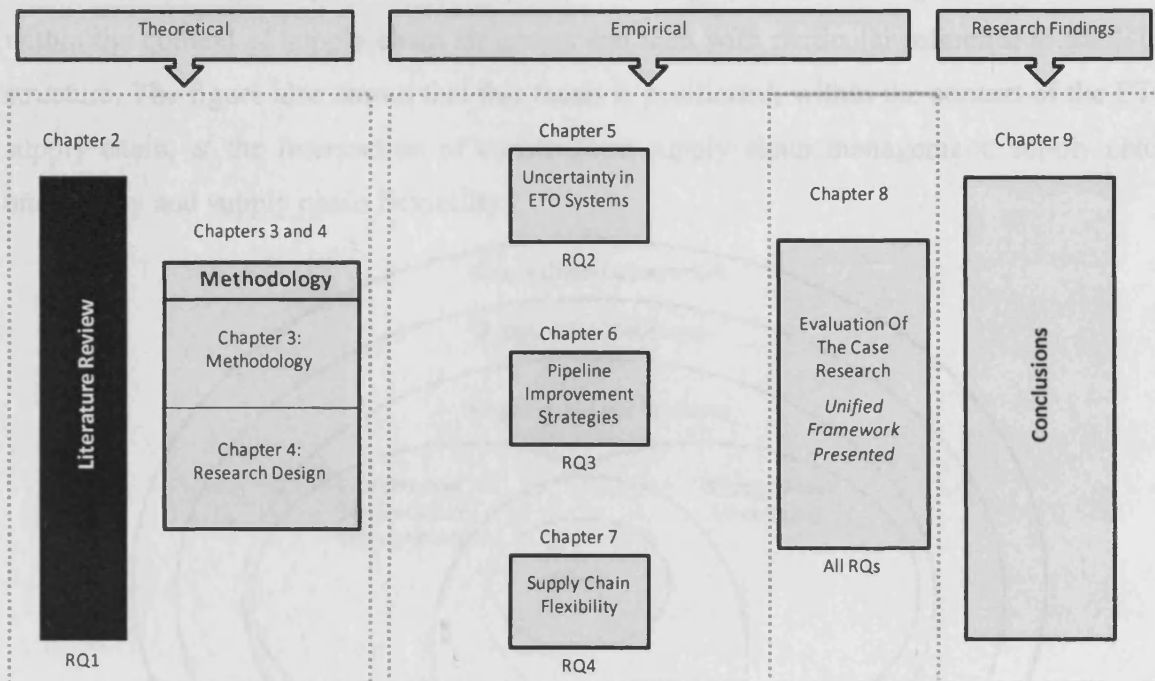 Theoretical
Empirical
Research Findings
Chapter 2
Literature Review
RQ1
Chapters 3 and 4
Methodology
Chapter 3:
Methodology
Chapter 4:
Research Design
Chapter 5
Uncertainty in
ETO Systems
RQ2
Chapter 6
Pipeline
Improvement
Strategies
RQ3
Chapter 7
Supply Chain
Flexibility
RQ4
Chapter 8
Evaluation Of
The Case
Research
Unified
Framework
Presented
All RQs
Chapter 9
Conclusions